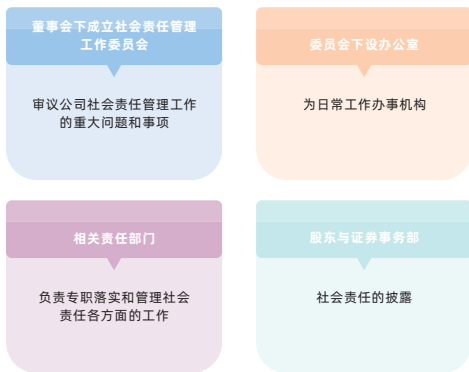 董事会下成立社会责任管理
工作委员会
审议公司社会责任管理工作
的重大问题和事项
委员会下设办公室
为日常工作办事机构
相关责任部门
负责专职落实和管理社会
责任各方面的工作
股东与证券事务部
社会责任的披露